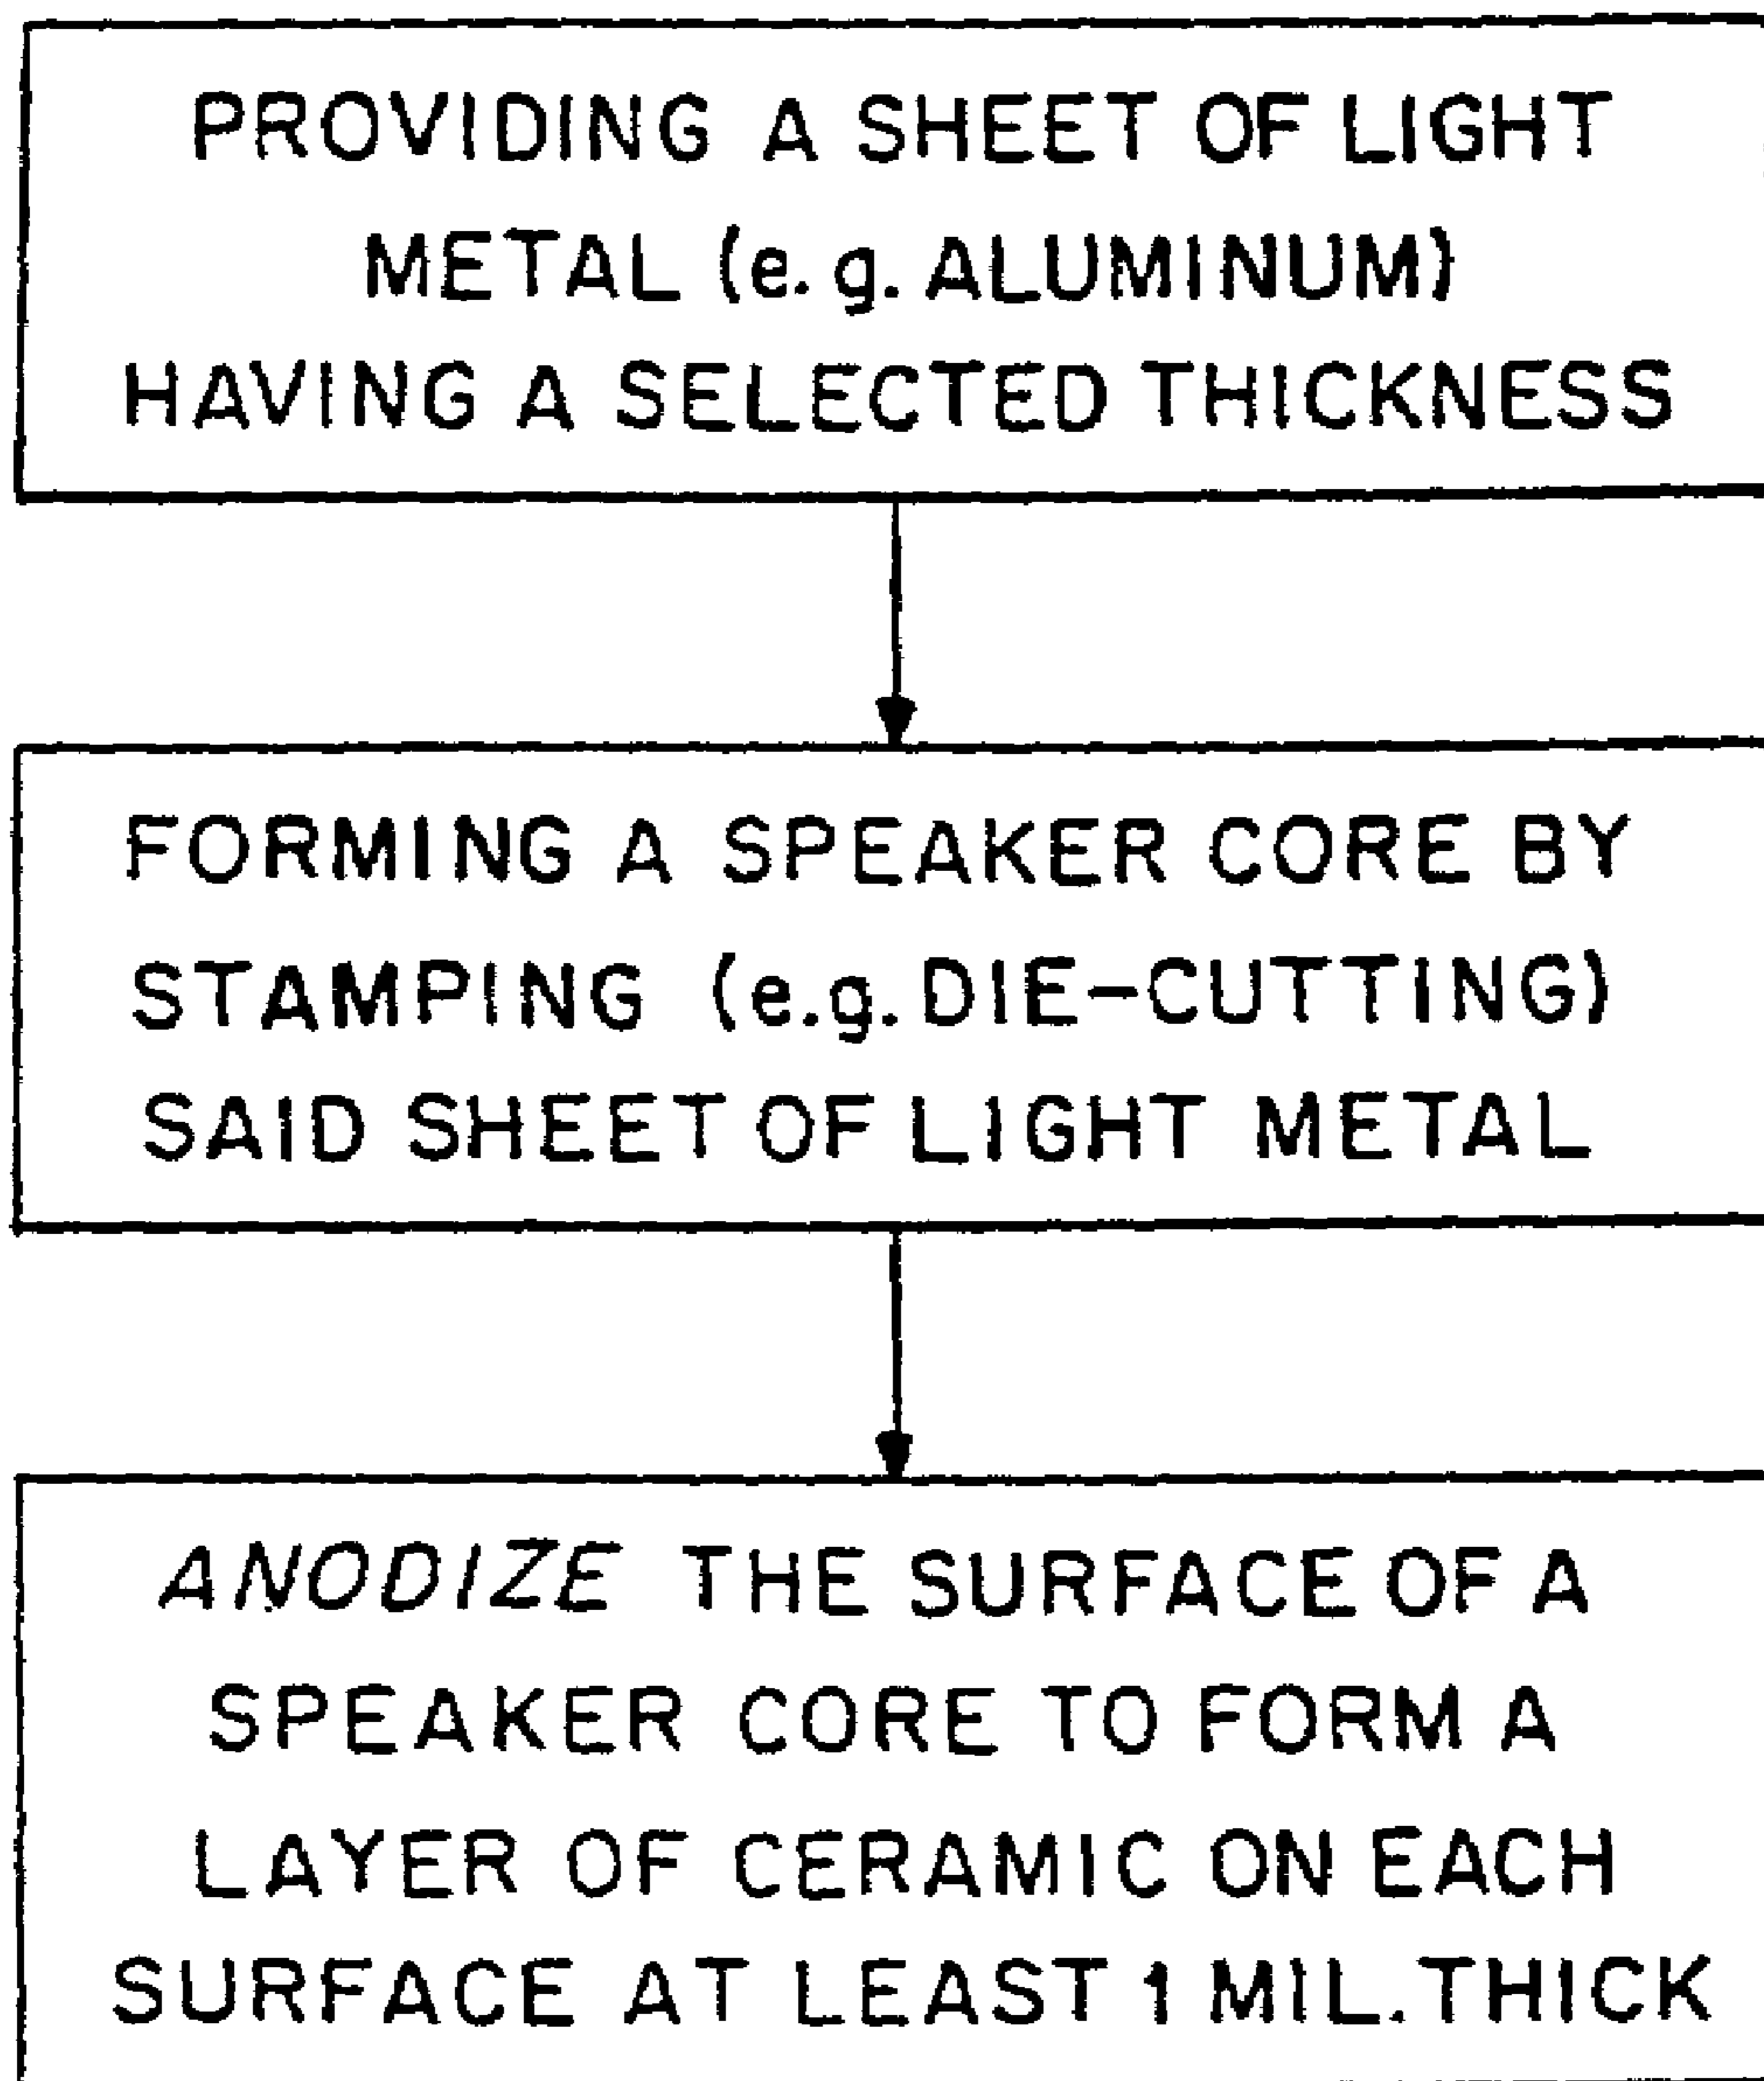 PROVIDING A SHEET OF LIGHT
METAL (e.g. ALUMINUM)
HAVING A SELECTED THICKNESS
FORMING A SPEAKER CORE BY
STAMPING (e.g. DIE-CUTTING)
SAID SHEET OF LIGHT METAL
ANODIZE THE SURFACE OF A
SPEAKER CORE TO FORM A
LAYER OF CERAMIC ON EACH
SURFACE AT LEAST 1 MIL. THICK